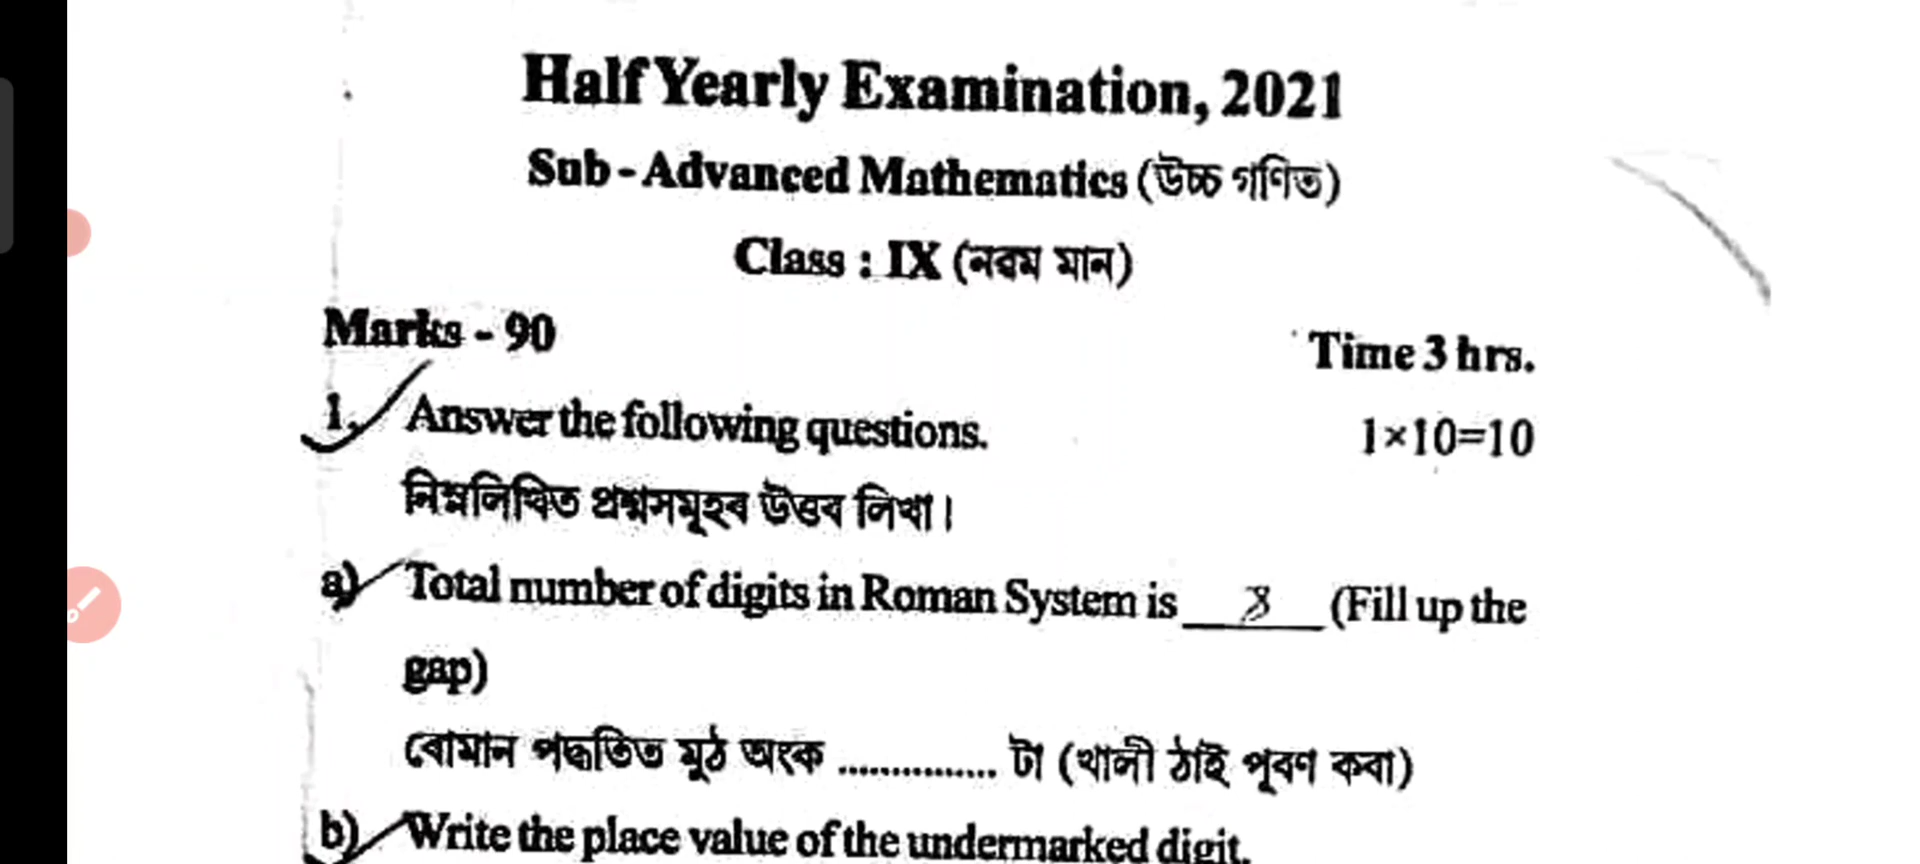 Half Yearly Examination, 2021
Sub - Advanced Mathematics (উচ্চ গণিত)
Class : IX (নৱম মান)
Marks - 90
Time 3 hrs.
1. Answer the following questions. 1×10=10
নিম্নলিখিত প্ৰশ্নসমূহৰ উত্তৰ লিখা।
a) Total number of digits in Roman System is (Fill up the
gap)
ৰোমান পদ্ধতিত মুঠ অংক ............... টা (খালী ঠাই পূৰণ কৰা)
b) Write the place value of the undermarked digit.